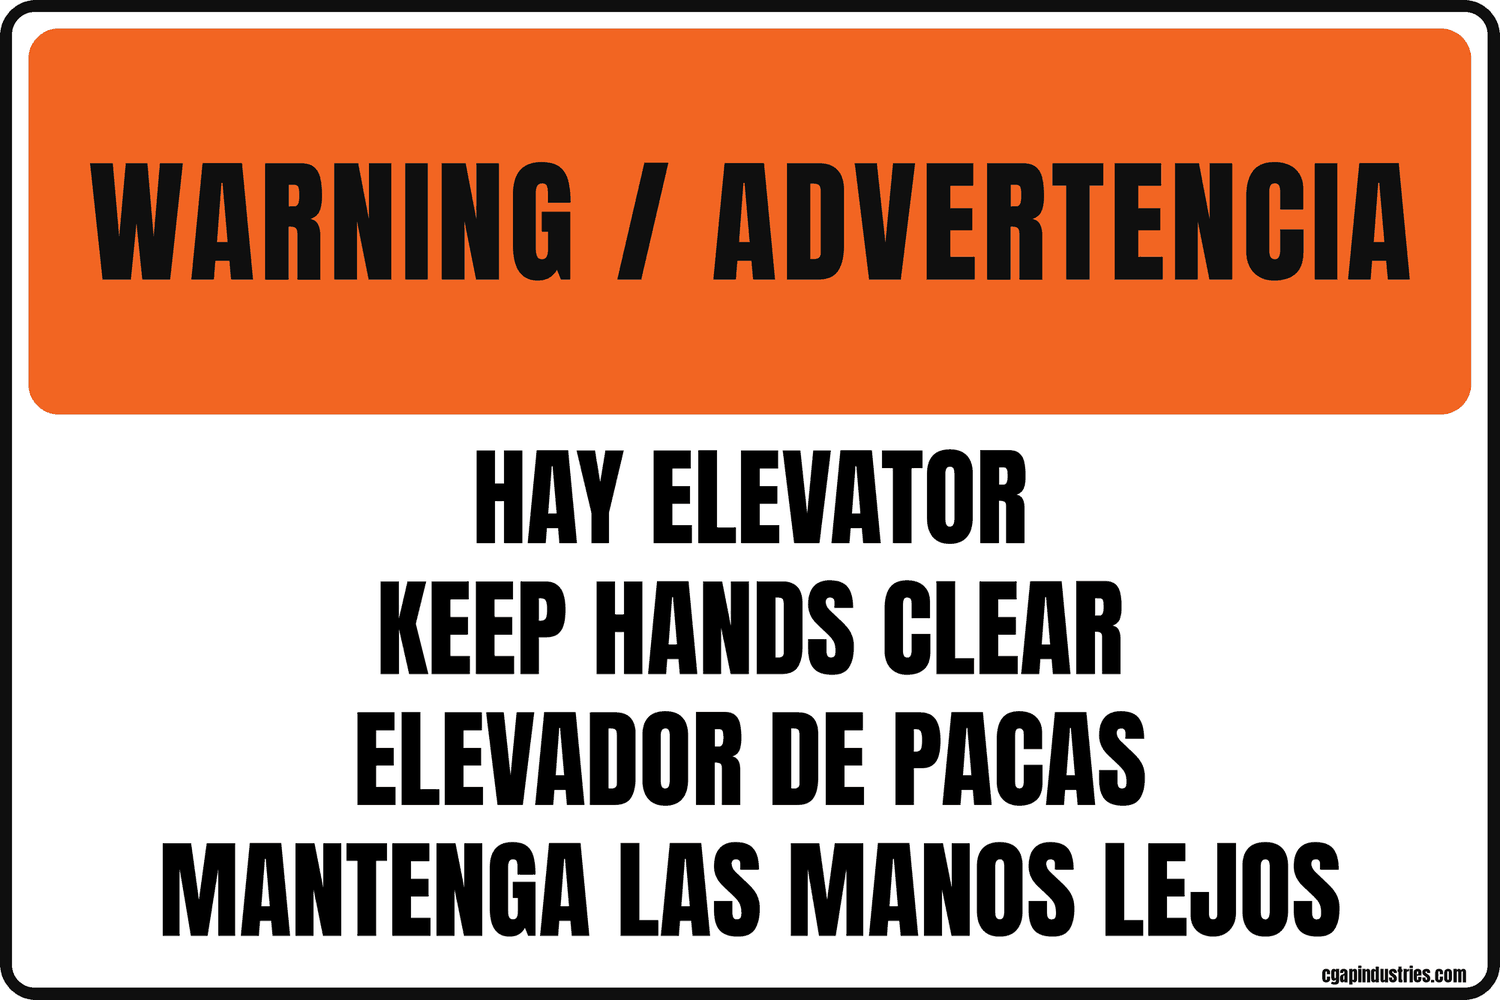 WARNING / ADVERTENCIA
HAY ELEVATOR
KEEP HANDS CLEAR
ELEVADOR DE PACAS
MANTENGA LAS MANOS LEJOS
cgapindustries.com